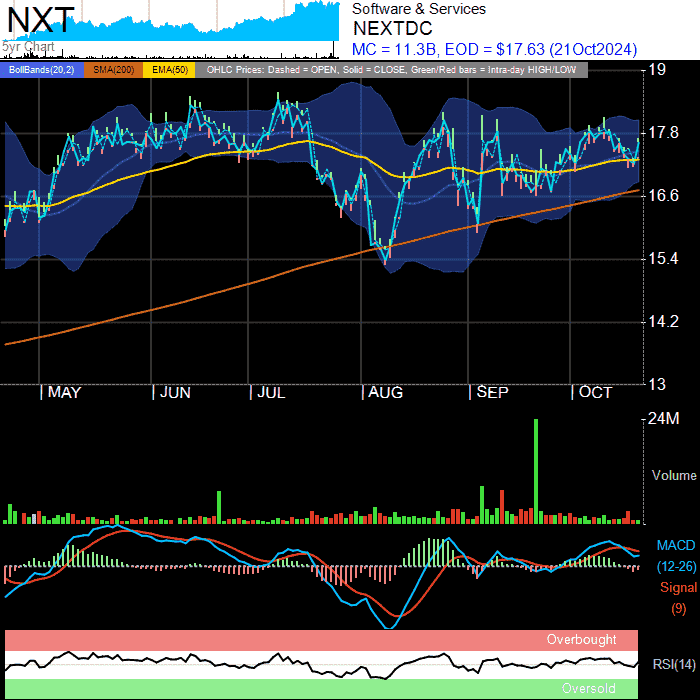 NXT
Software & Services
NEXTDC
5yr Chart
MC = 11.3B, EOD = $17.63 (21Oct2024)
BollBands(20,2) SMA(200) EMA(50) OHLC Prices: Dashed = OPEN, Solid = CLOSE, Green/Red bars = Intra-day HIGH/LOW
19
17.8
16.6
15.4
14.2
13
MAY JUN JUL AUG SEP OCT
24M
Volume
MACD
(12-26)
Signal
(9)
Overbought
RSI(14)
Oversold